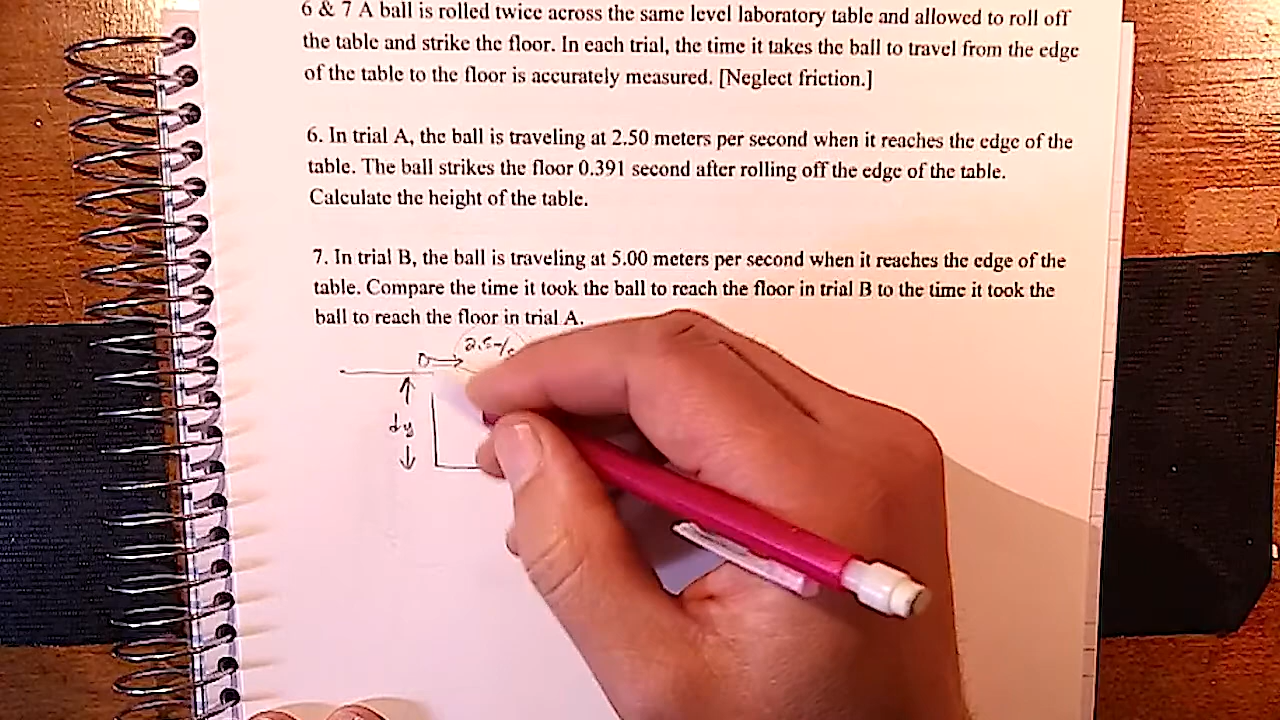 6 & 7 A ball is rolled twice across the same level laboratory table and allowed to roll off
the table and strike the floor. In each trial, the time it takes the ball to travel from the edge
of the table to the floor is accurately measured. [Neglect friction.]
6. In trial A, the ball is traveling at 2.50 meters per second when it reaches the edge of the
table. The ball strikes the floor 0.391 second after rolling off the edge of the table.
Calculate the height of the table.
7. In trial B, the ball is traveling at 5.00 meters per second when it reaches the edge of the
table. Compare the time it took the ball to reach the floor in trial B to the time it took the
ball to reach the floor in trial A.
dy